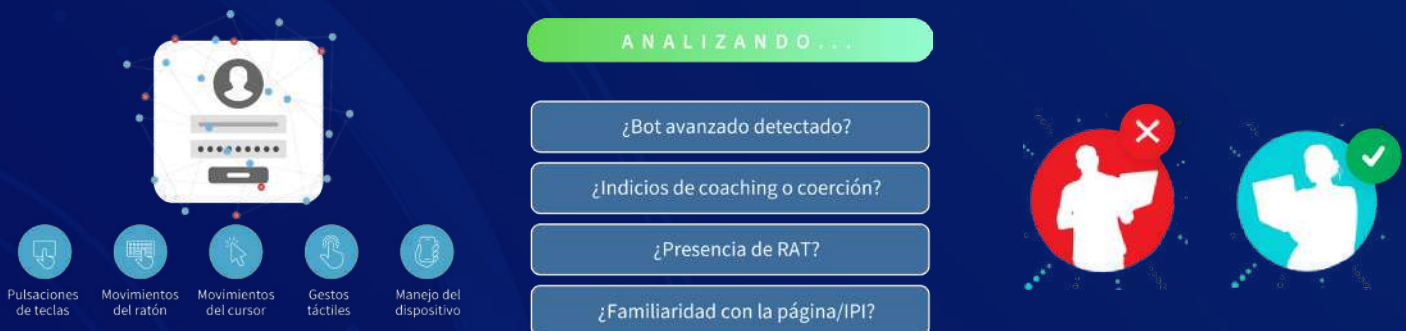 ANALIZANDO...
¿Bot avanzado detectado?
¿Indicios de coaching o coerción?
¿Presencia de RAT?
¿Familiaridad con la página/IPI?
Pulsaciones
de teclas
Movimientos
del ratón
Movimientos
del cursor
Gestos
táctiles
Manejo del
dispositivo